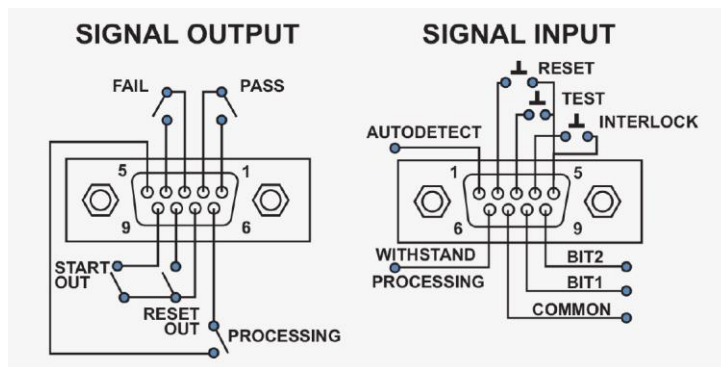 SIGNAL OUTPUT
FAIL
PASS
5
1
9
6
START
OUT
RESET
OUT
PROCESSING
SIGNAL INPUT
RESET
TEST
INTERLOCK
AUTODETECT
1
5
6
9
WITHSTAND
PROCESSING
BIT2
BIT1
COMMON